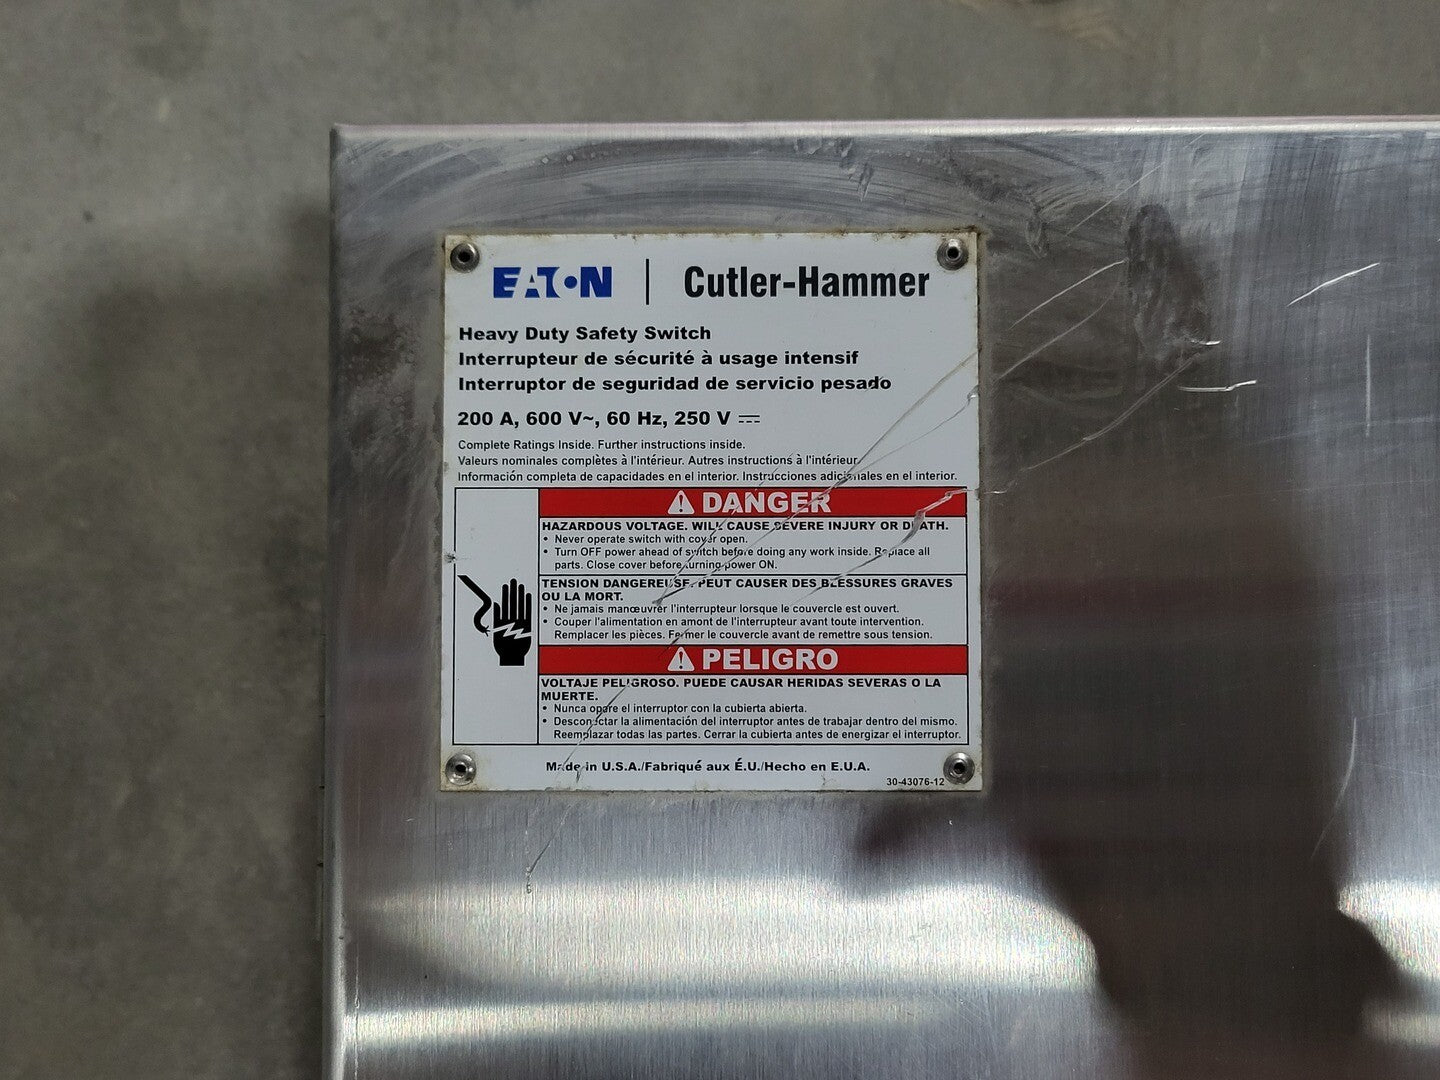 EATON | Cutler-Hammer
Heavy Duty Safety Switch
Interrupteur de sécurité à usage intensif
Interruptor de seguridad de servicio pesado
200 A, 600 V~, 60 Hz, 250 V ⎓
Complete Ratings Inside. Further instructions inside.
Valeurs nominales complètes à l'intérieur. Autres instructions à l'intérieur.
Información completa de capacidades en el interior. Instrucciones adicionales en el interior.
⚠ DANGER
HAZARDOUS VOLTAGE. WILL CAUSE SEVERE INJURY OR DEATH.
• Never operate switch with cover open.
• Turn OFF power ahead of switch before doing any work inside. Replace all
parts. Close cover before turning power ON.
TENSION DANGEREUSE. PEUT CAUSER DES BLESSURES GRAVES
OU LA MORT.
• Ne jamais manœuvrer l'interrupteur lorsque le couvercle est ouvert.
• Couper l'alimentation en amont de l'interrupteur avant toute intervention.
Remplacer les pièces. Fermer le couvercle avant de remettre sous tension.
⚠ PELIGRO
VOLTAJE PELIGROSO. PUEDE CAUSAR HERIDAS SEVERAS O LA
MUERTE.
• Nunca opere el interruptor con la cubierta abierta.
• Desconectar la alimentación del interruptor antes de trabajar dentro del mismo.
Reemplazar todas las partes. Cerrar la cubierta antes de energizar el interruptor.
Made in U.S.A./Fabriqué aux É.U./Hecho en E.U.A.
30-43076-12